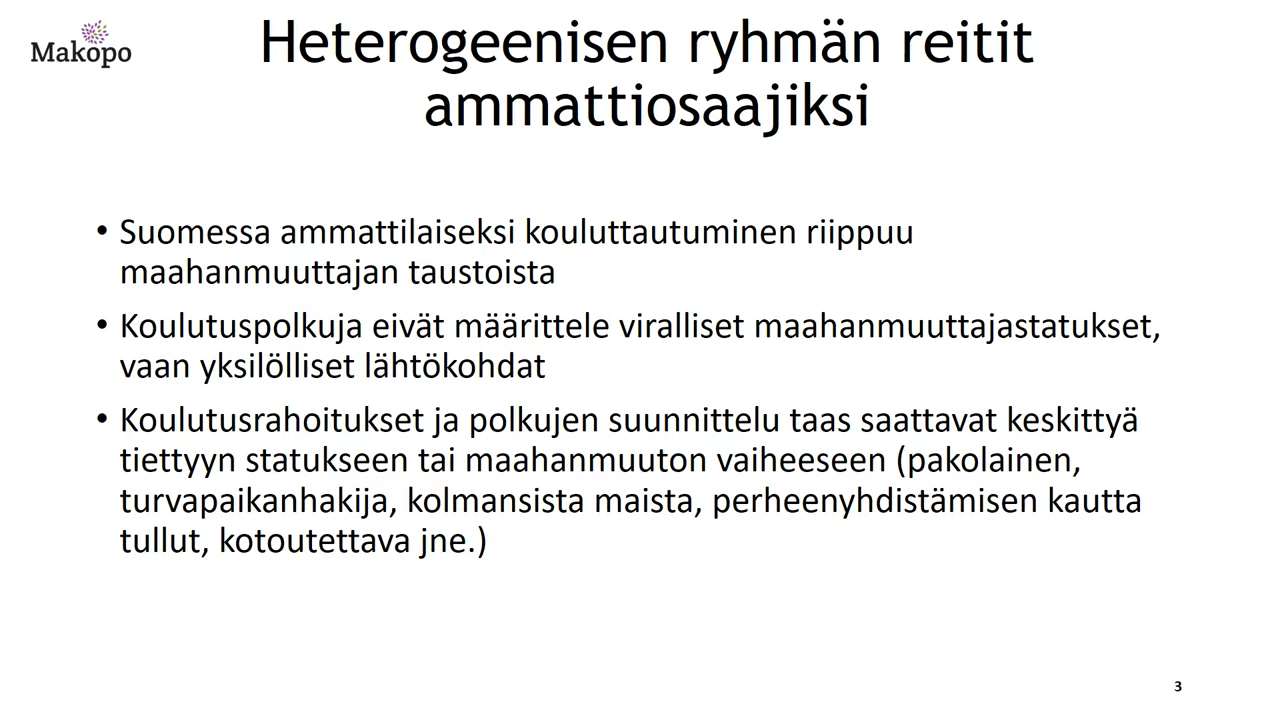 Makopo
Heterogeenisen ryhmän reitit
ammattiosaajiksi
• Suomessa ammattilaiseksi kouluttautuminen riippuu
maahanmuuttajan taustoista
• Koulutuspolkuja eivät määrittele viralliset maahanmuuttajastatukset,
vaan yksilölliset lähtökohdat
• Koulutusrahoitukset ja polkujen suunnittelu taas saattavat keskittyä
tiettyyn statukseen tai maahanmuuton vaiheeseen (pakolainen,
turvapaikanhakija, kolmansista maista, perheenyhdistämisen kautta
tullut, kotoutettava jne.)
3